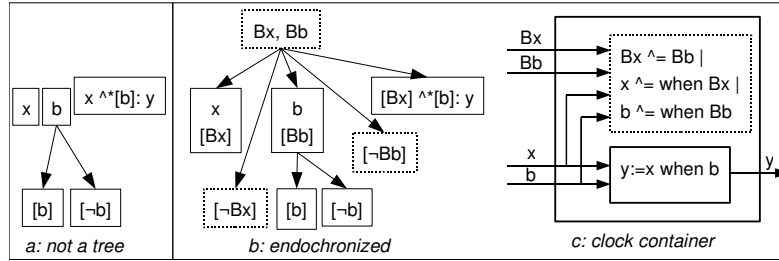 x
b
x ^*[b]: y
[b]
[¬b]
a: not a tree
Bx, Bb
x
[Bx]
b
[Bb]
[Bx] ^*[b]: y
[¬Bb]
[¬Bx]
[b]
[¬b]
b: endochronized
Bx
Bb
Bx ^= Bb |
x ^= when Bx |
b ^= when Bb
x
b
y:=x when b
y
c: clock container